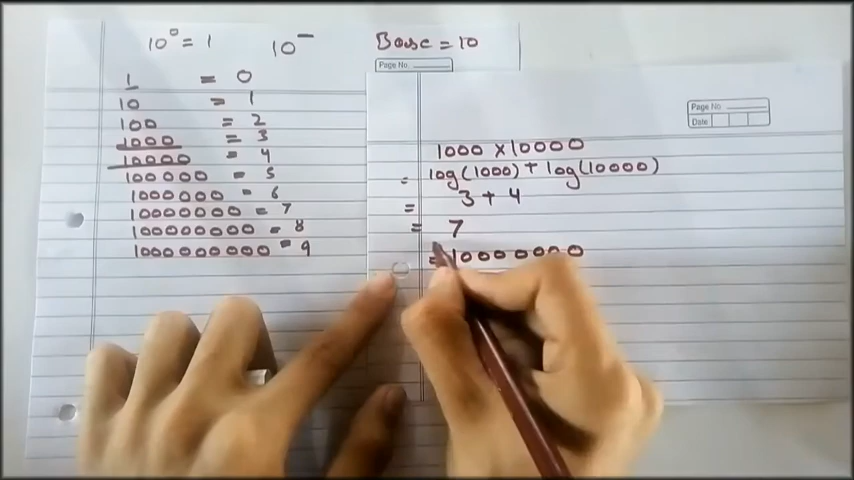 10⁰ = 1 10⁻
1 = 0
10 = 1
100 = 2
1000 = 3
10000 = 4
100000 = 5
1000000 = 6
10000000 = 7
100000000 = 8
1000000000 = 9
Base = 10
Page No.
Page No
Date
1000 x 10000
= log(1000) + log(10000)
= 3 + 4
= 7
= 10000000